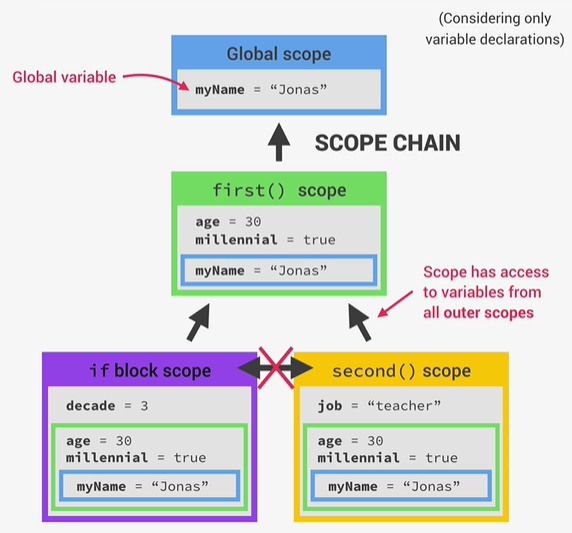 (Considering only
variable declarations)
Global scope
Global variable
myName = “Jonas”
SCOPE CHAIN
first() scope
age = 30
millennial = true
myName = “Jonas”
Scope has access
to variables from
all outer scopes
if block scope
decade = 3
age = 30
millennial = true
myName = “Jonas”
second() scope
job = “teacher”
age = 30
millennial = true
myName = “Jonas”